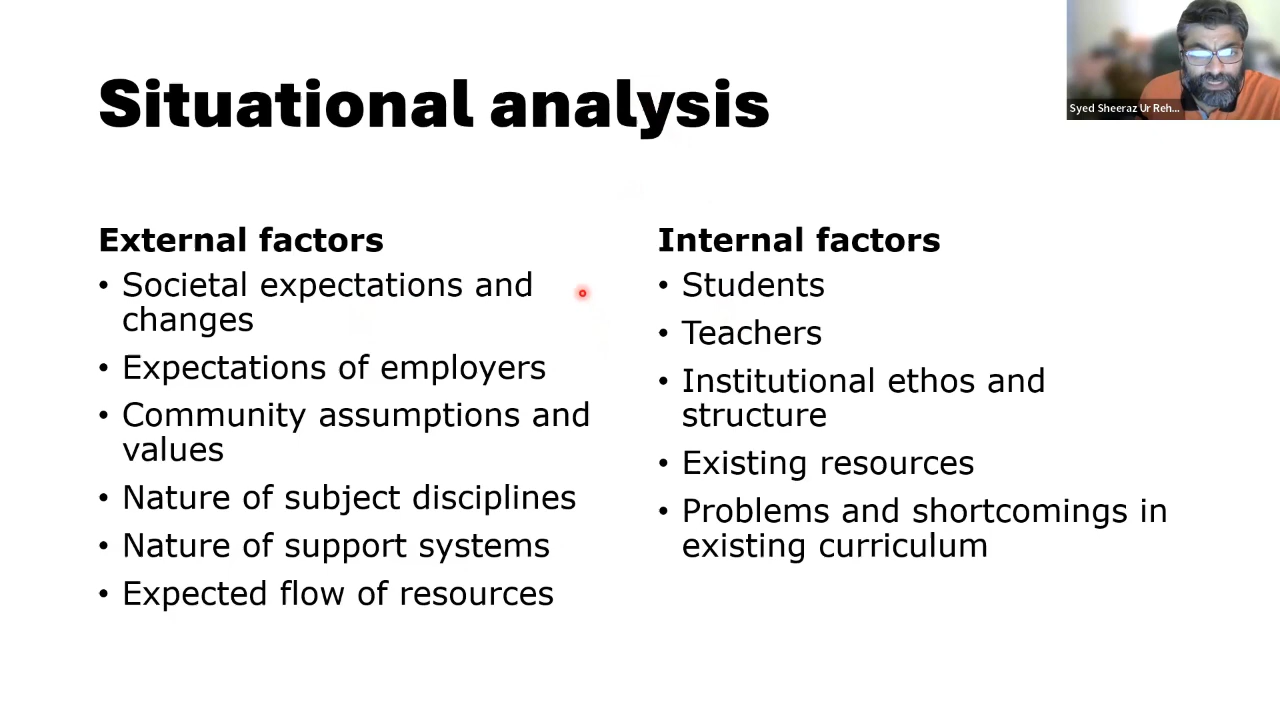 Situational analysis
Syed Sheeraz Ur Reh...
External factors
• Societal expectations and
changes
• Expectations of employers
• Community assumptions and
values
• Nature of subject disciplines
• Nature of support systems
• Expected flow of resources
Internal factors
• Students
• Teachers
• Institutional ethos and
structure
• Existing resources
• Problems and shortcomings in
existing curriculum